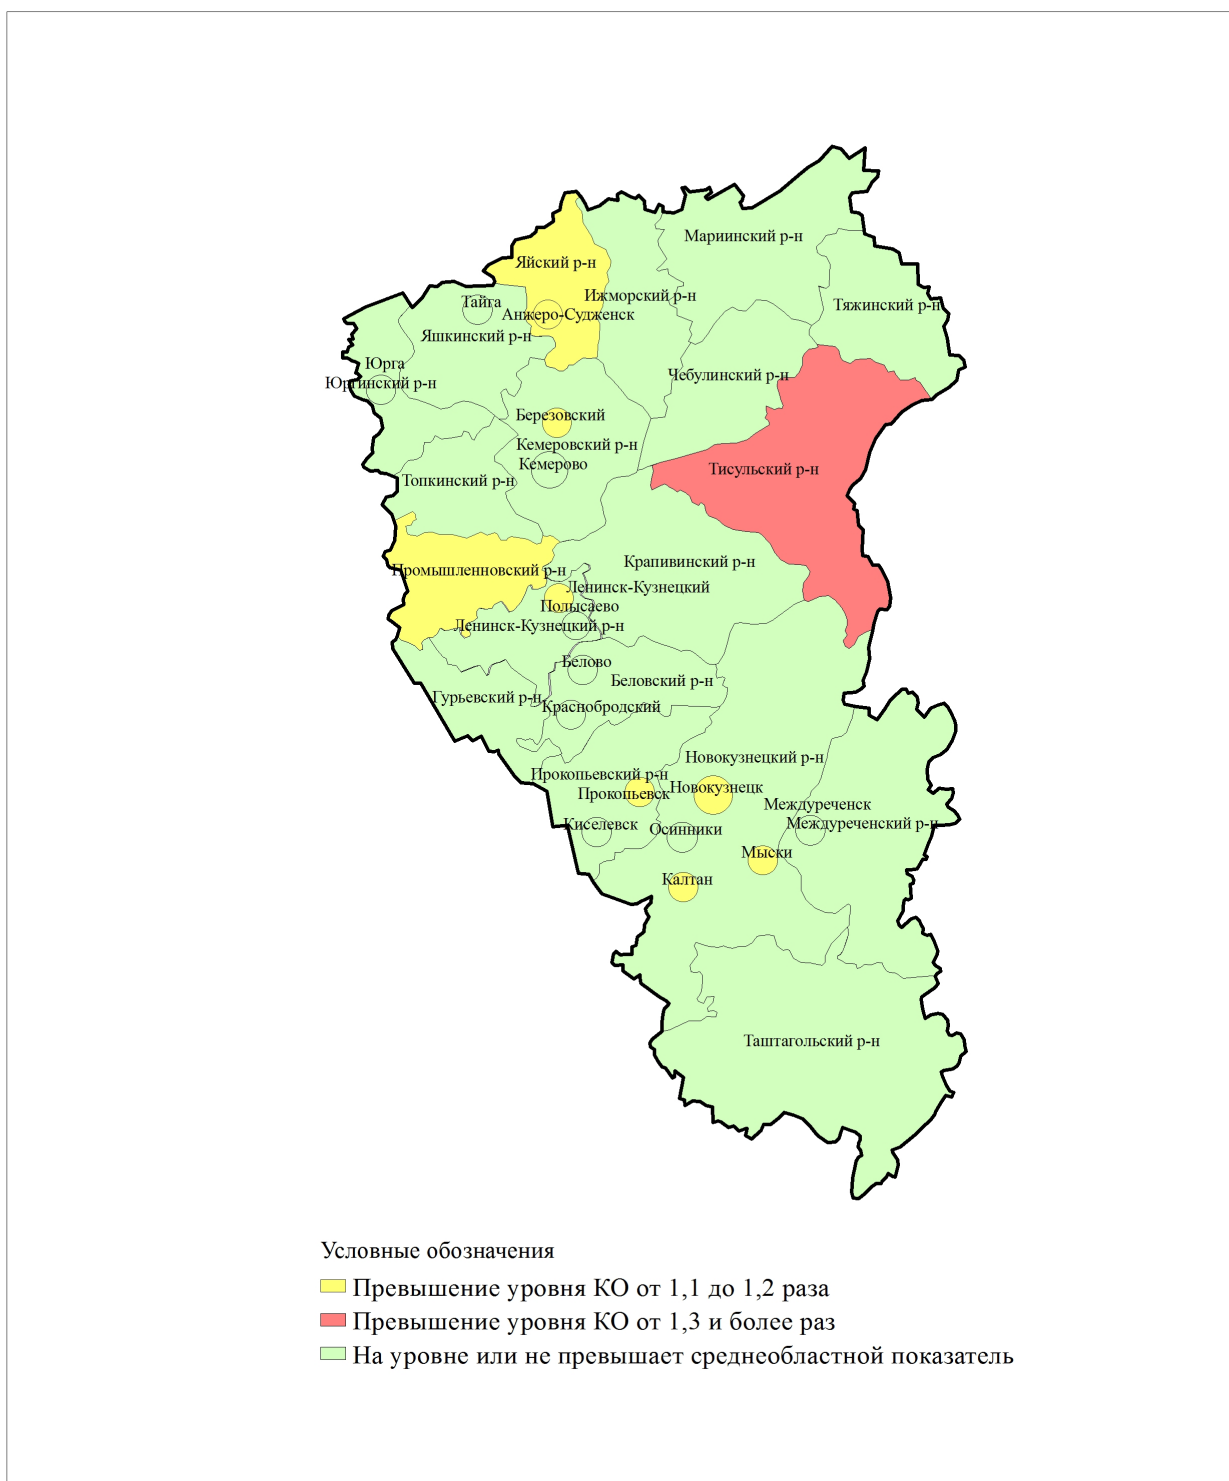 Мариинский р-н
Яйский р-н
Ижморский р-н
Тайга
Тяжинский р-н
Анжеро-Судженск
Яшкинский р-н
Юрга
Чебулинский р-н
Юргинский р-н
Березовский
Кемеровский р-н
Кемерово
Тисульский р-н
Топкинский р-н
Крапивинский р-н
Промышленновский р-н
Ленинск-Кузнецкий
Полысаево
Ленинск-Кузнецкий р-н
Белово
Беловский р-н
Гурьевский р-н
Краснобродский
Новокузнецкий р-н
Прокопьевский р-н
Новокузнецк
Прокопьевск
Междуреченск
Киселевск
Осинники
Междуреченский р-н
Мыски
Калтан
Таштагольский р-н
Условные обозначения
Превышение уровня КО от 1,1 до 1,2 раза
Превышение уровня КО от 1,3 и более раз
На уровне или не превышает среднеобластной показатель